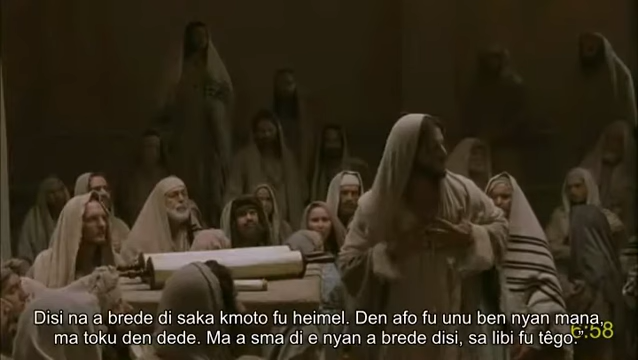 Disi na a brede di saka kmoto fu heimel. Den afo fu unu ben nyan mana,
ma toku den dede. Ma a sma di e nyan a brede disi, sa libi fu têgo.”
6:58